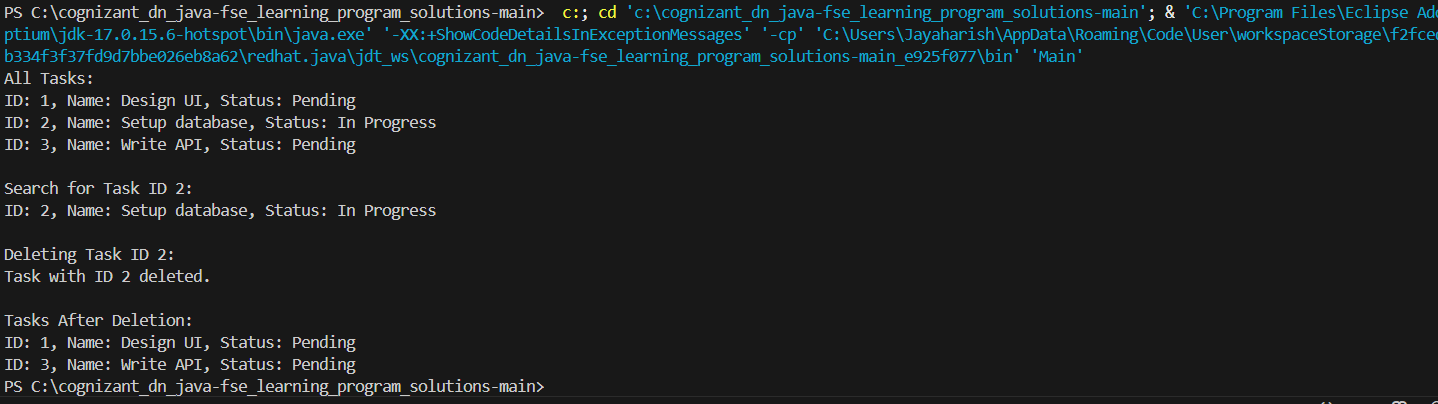 PS C:\cognizant_dn_java-fse_learning_program_solutions-main>  c:; cd 'c:\cognizant_dn_java-fse_learning_program_solutions-main'; & 'C:\Program Files\Eclipse Ado
ptium\jdk-17.0.15.6-hotspot\bin\java.exe' '-XX:+ShowCodeDetailsInExceptionMessages' '-cp' 'C:\Users\Jayaharish\AppData\Roaming\Code\User\workspaceStorage\f2fced
b334f3f37fd9d7bbe026eb8a62\redhat.java\jdt_ws\cognizant_dn_java-fse_learning_program_solutions-main_e925f077\bin' 'Main'
All Tasks:
ID: 1, Name: Design UI, Status: Pending
ID: 2, Name: Setup database, Status: In Progress
ID: 3, Name: Write API, Status: Pending
Search for Task ID 2:
ID: 2, Name: Setup database, Status: In Progress
Deleting Task ID 2:
Task with ID 2 deleted.
Tasks After Deletion:
ID: 1, Name: Design UI, Status: Pending
ID: 3, Name: Write API, Status: Pending
PS C:\cognizant_dn_java-fse_learning_program_solutions-main>